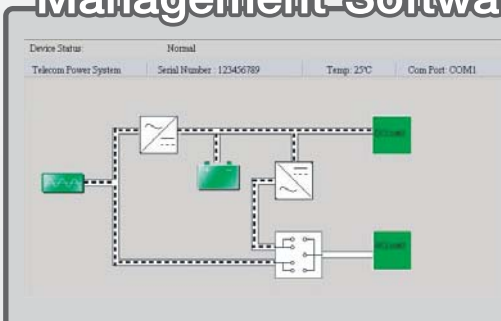 Management-Softwa
Device Status: Normal
Telecom Power System Serial Number : 123456789 Temp: 25°C Com Port: COM1